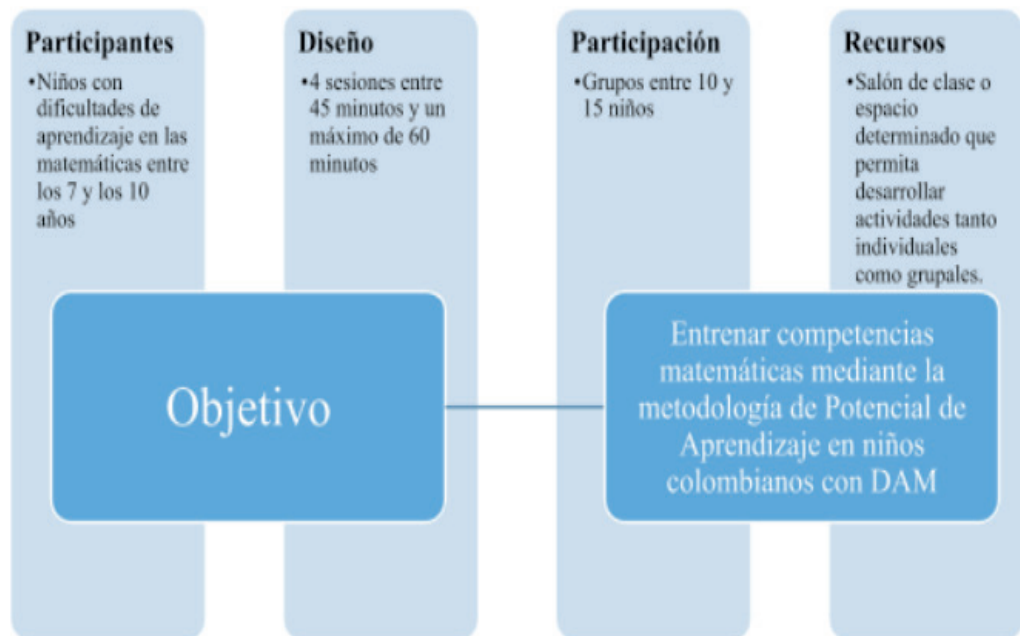 Participantes
•Niños con
dificultades de
aprendizaje en las
matemáticas entre
los 7 y los 10
años
Diseño
•4 sesiones entre
45 minutos y un
máximo de 60
minutos
Participación
•Grupos entre 10 y
15 niños
Recursos
•Salón de clase o
espacio
determinado que
permita
desarrollar
actividades tanto
individuales
como grupales.
Objetivo
Entrenar competencias
matemáticas mediante la
metodología de Potencial de
Aprendizaje en niños
colombianos con DAM